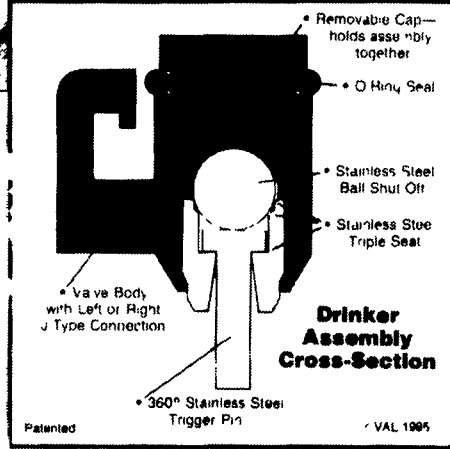 • Removable Cap—
holds assembly
together
• O Ring Seal
• Stainless Steel
Ball Shut Off
• Stainless Steel
Triple Seat
• Valve Body
with Left or Right
J Type Connection
Drinker
Assembly
Cross-Section
• 360° Stainless Steel
Trigger Pin
Patented
VAL 1985